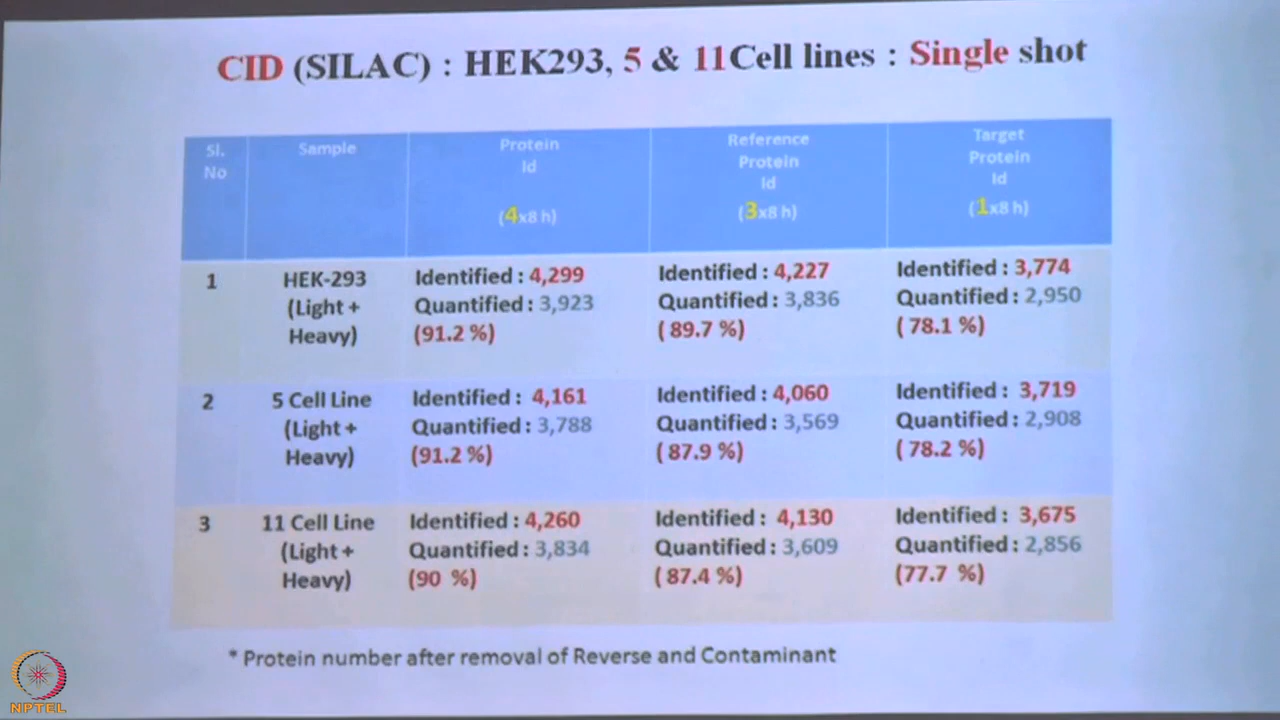 CID (SILAC) : HEK293, 5 & 11Cell lines : Single shot
Sl. No
Sample
Protein
Id
(4x8 h)
Reference
Protein
Id
(3x8 h)
Target
Protein
Id
(1x8 h)
1
HEK-293
(Light +
Heavy)
Identified : 4,299
Quantified : 3,923
(91.2 %)
Identified : 4,227
Quantified : 3,836
( 89.7 %)
Identified : 3,774
Quantified : 2,950
( 78.1 %)
2
5 Cell Line
(Light +
Heavy)
Identified : 4,161
Quantified : 3,788
(91.2 %)
Identified : 4,060
Quantified : 3,569
( 87.9 %)
Identified : 3,719
Quantified : 2,908
( 78.2 %)
3
11 Cell Line
(Light +
Heavy)
Identified : 4,260
Quantified : 3,834
(90 %)
Identified : 4,130
Quantified : 3,609
( 87.4 %)
Identified : 3,675
Quantified : 2,856
(77.7 %)
* Protein number after removal of Reverse and Contaminant
NPTEL